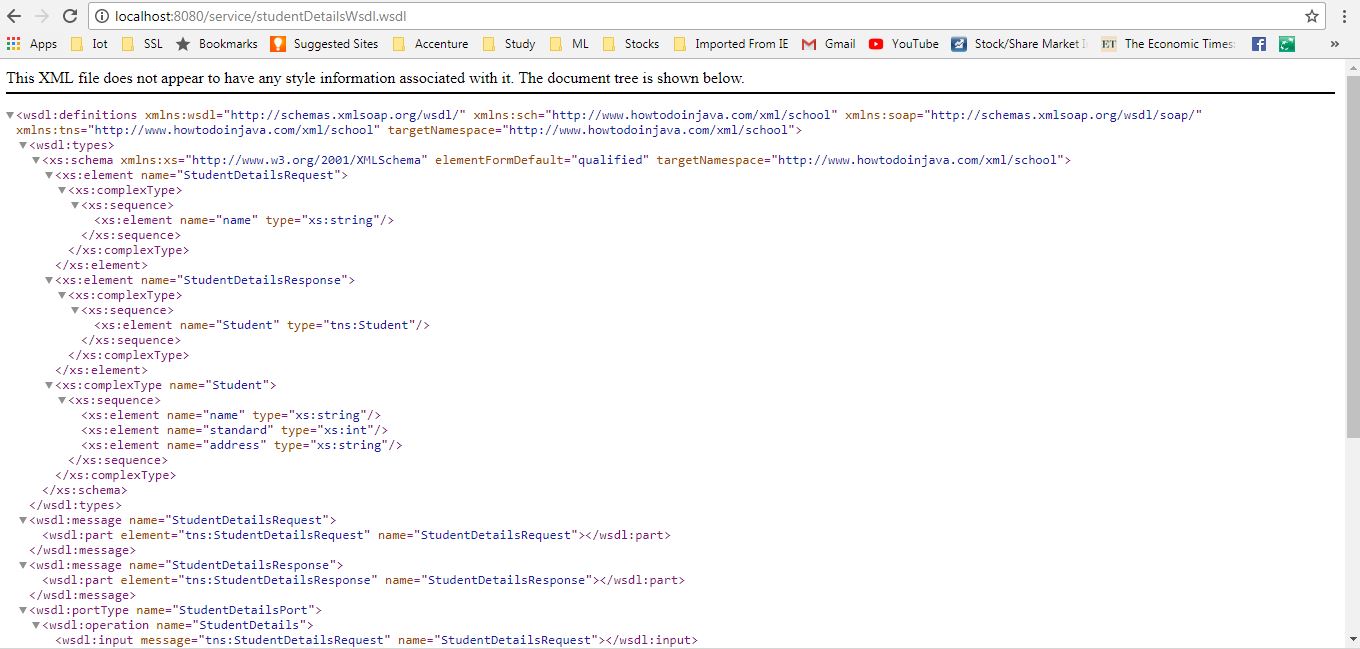 localhost:8080/service/studentDetailsWsdl.wsdl
Apps Iot SSL Bookmarks Suggested Sites Accenture Study ML Stocks Imported From IE Gmail YouTube Stock/Share Market ET The Economic Times: »
This XML file does not appear to have any style information associated with it. The document tree is shown below.
▼<wsdl:definitions xmlns:wsdl="http://schemas.xmlsoap.org/wsdl/" xmlns:sch="http://www.howtodoinjava.com/xml/school" xmlns:soap="http://schemas.xmlsoap.org/wsdl/soap/"
xmlns:tns="http://www.howtodoinjava.com/xml/school" targetNamespace="http://www.howtodoinjava.com/xml/school">
▼<wsdl:types>
▼<xs:schema xmlns:xs="http://www.w3.org/2001/XMLSchema" elementFormDefault="qualified" targetNamespace="http://www.howtodoinjava.com/xml/school">
▼<xs:element name="StudentDetailsRequest">
▼<xs:complexType>
▼<xs:sequence>
<xs:element name="name" type="xs:string"/>
</xs:sequence>
</xs:complexType>
</xs:element>
▼<xs:element name="StudentDetailsResponse">
▼<xs:complexType>
▼<xs:sequence>
<xs:element name="Student" type="tns:Student"/>
</xs:sequence>
</xs:complexType>
</xs:element>
▼<xs:complexType name="Student">
▼<xs:sequence>
<xs:element name="name" type="xs:string"/>
<xs:element name="standard" type="xs:int"/>
<xs:element name="address" type="xs:string"/>
</xs:sequence>
</xs:complexType>
</xs:schema>
</wsdl:types>
▼<wsdl:message name="StudentDetailsRequest">
<wsdl:part element="tns:StudentDetailsRequest" name="StudentDetailsRequest"></wsdl:part>
</wsdl:message>
▼<wsdl:message name="StudentDetailsResponse">
<wsdl:part element="tns:StudentDetailsResponse" name="StudentDetailsResponse"></wsdl:part>
</wsdl:message>
▼<wsdl:portType name="StudentDetailsPort">
▼<wsdl:operation name="StudentDetails">
<wsdl:input message="tns:StudentDetailsRequest" name="StudentDetailsRequest"></wsdl:input>